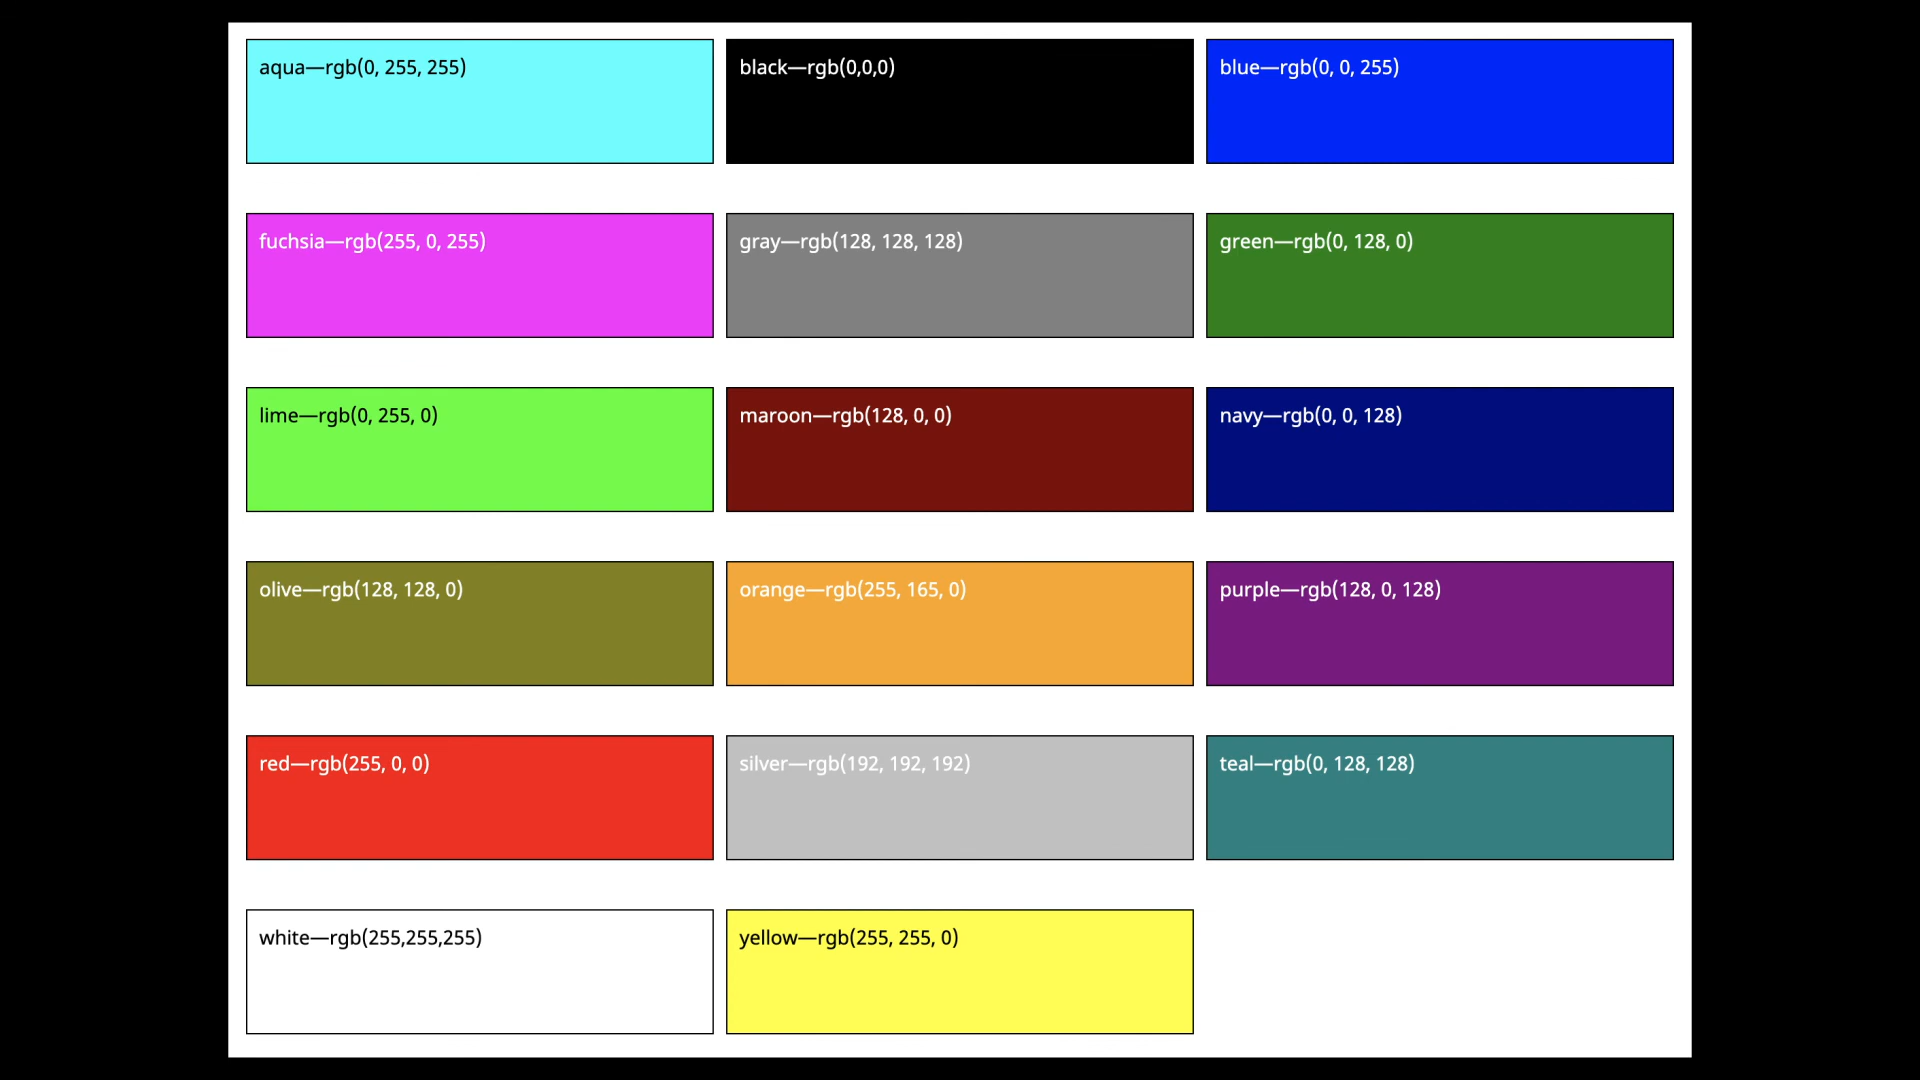 aqua—rgb(0, 255, 255)
black—rgb(0,0,0)
blue—rgb(0, 0, 255)
fuchsia—rgb(255, 0, 255)
gray—rgb(128, 128, 128)
green—rgb(0, 128, 0)
lime—rgb(0, 255, 0)
maroon—rgb(128, 0, 0)
navy—rgb(0, 0, 128)
olive—rgb(128, 128, 0)
orange—rgb(255, 165, 0)
purple—rgb(128, 0, 128)
red—rgb(255, 0, 0)
silver—rgb(192, 192, 192)
teal—rgb(0, 128, 128)
white—rgb(255,255,255)
yellow—rgb(255, 255, 0)